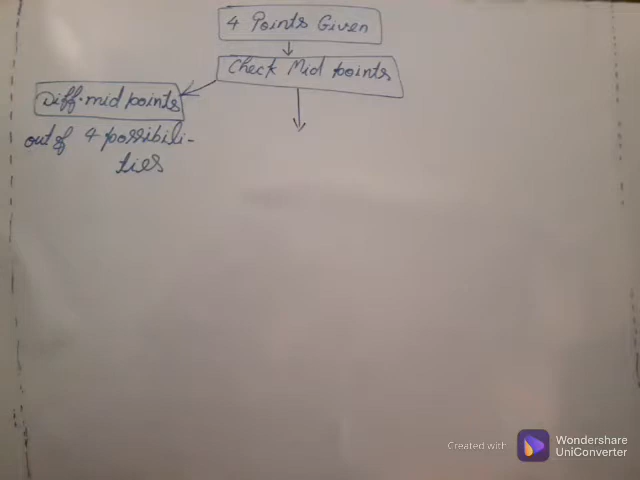 4 Points Given
Check Mid points
Diff. mid points
out of 4 possibili-
ties
Created with
Wondershare
UniConverter